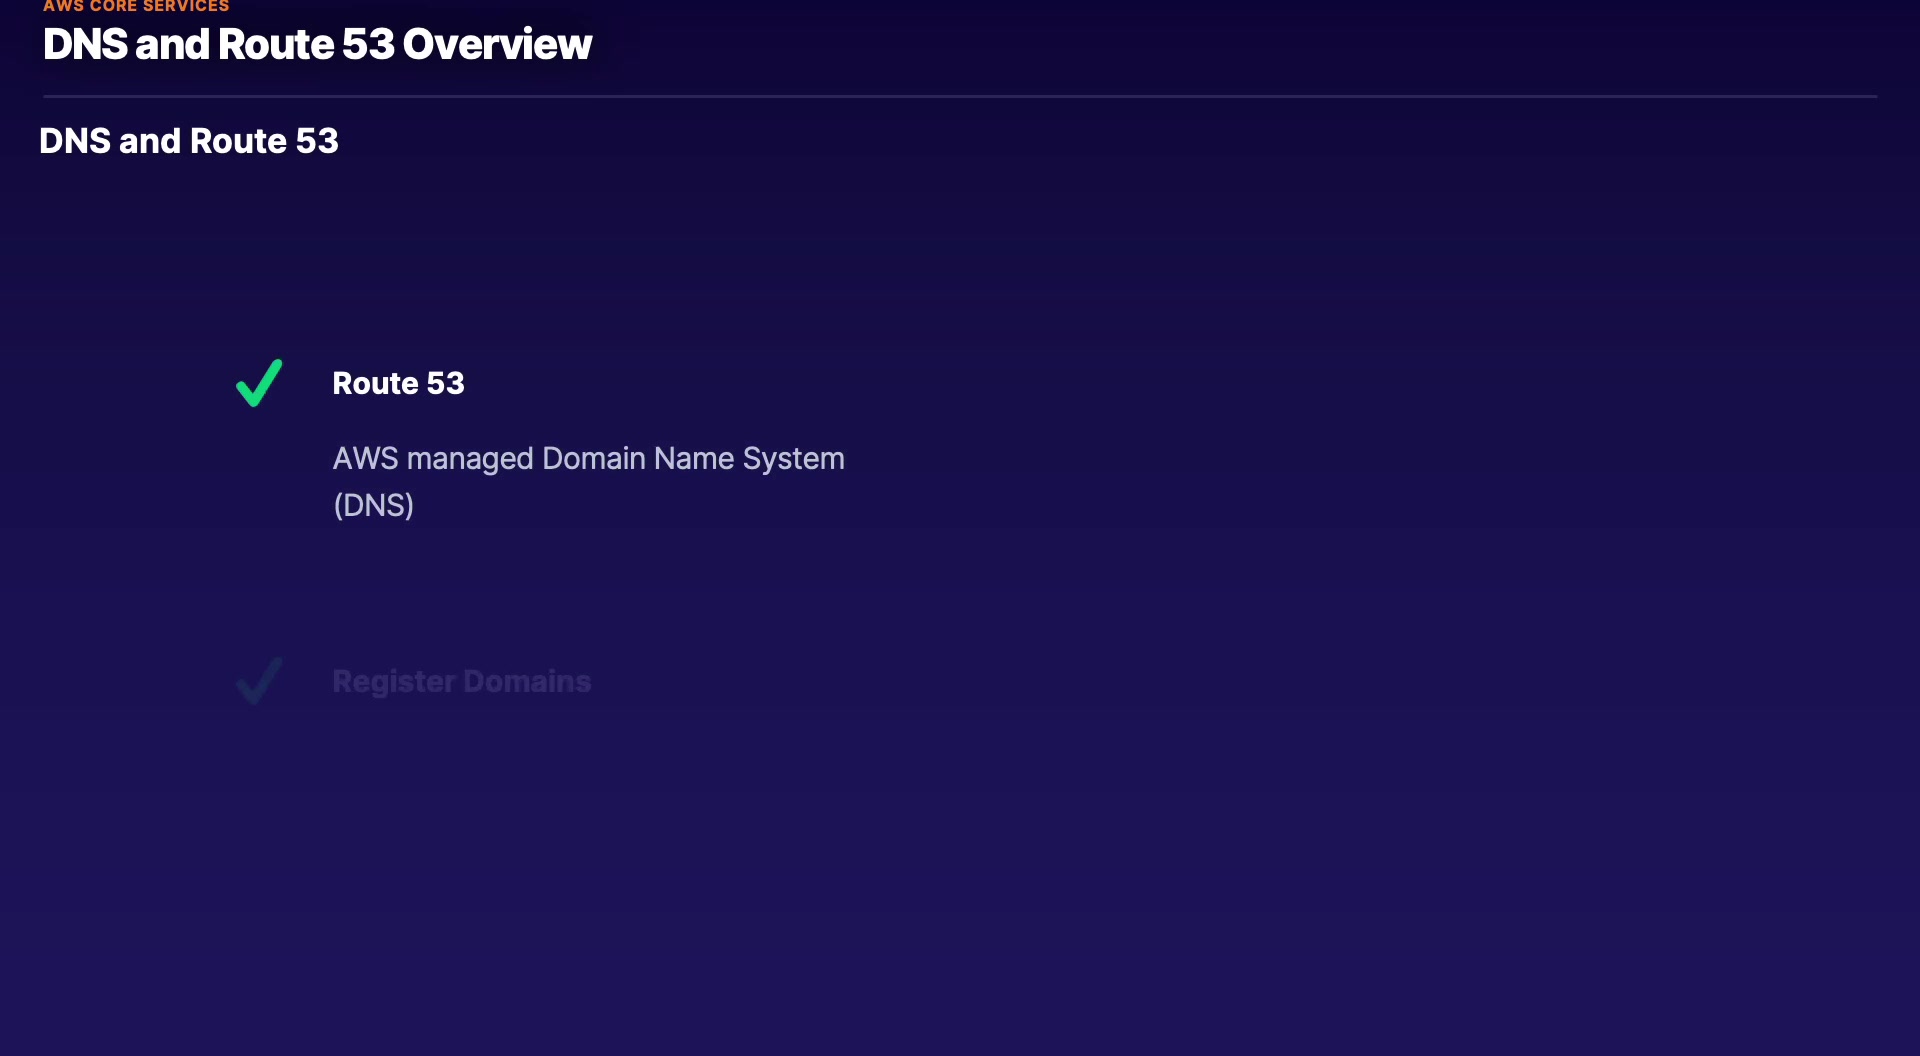 AWS CORE SERVICES
DNS and Route 53 Overview
DNS and Route 53
Route 53
AWS managed Domain Name System
(DNS)
Register Domains